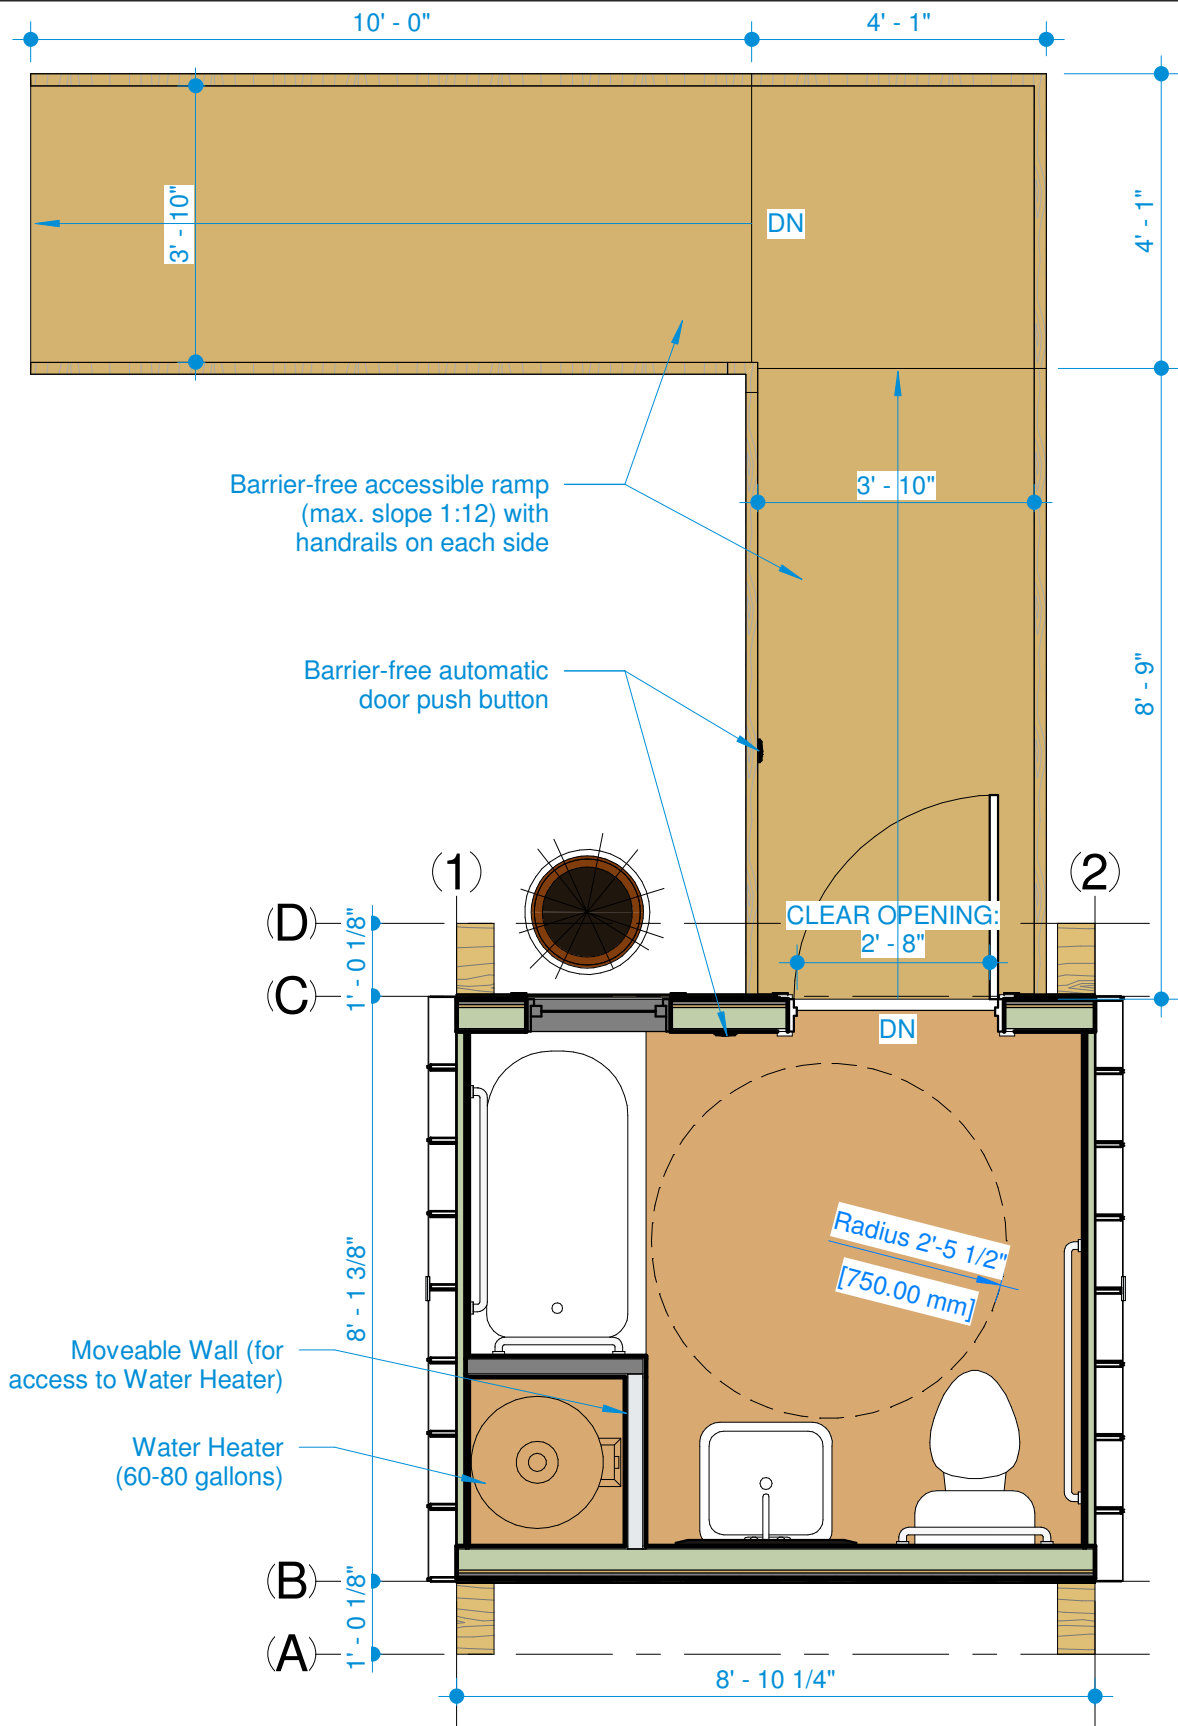 10' - 0"
4' - 1"
3' - 10"
DN
4' - 1"
Barrier-free accessible ramp
(max. slope 1:12) with
handrails on each side
3' - 10"
Barrier-free automatic
door push button
8' - 9"
(1)
(2)
(D)
CLEAR OPENING:
2' - 8"
1' - 0 1/8"
(C)
DN
Radius 2'-5 1/2"
[750.00 mm]
8' - 1 3/8"
Moveable Wall (for
access to Water Heater)
Water Heater
(60-80 gallons)
(B)
1' - 0 1/8"
(A)
8' - 10 1/4"